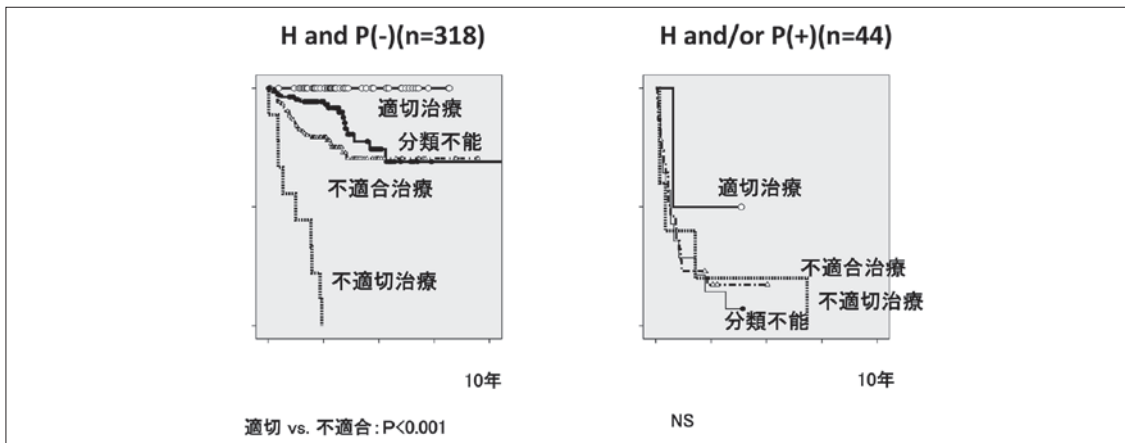 H and P(-)(n=318)
適切治療
分類不能
不適合治療
不適切治療
10年
適切 vs. 不適合:P<0.001
H and/or P(+)(n=44)
適切治療
不適合治療
不適切治療
分類不能
10年
NS